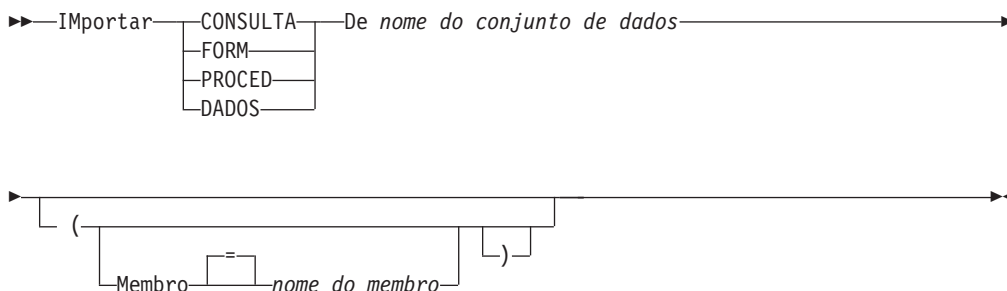 IMportar CONSULTA De nome do conjunto de dados
FORM
PROCED
DADOS
(
)
=
Membro nome do membro